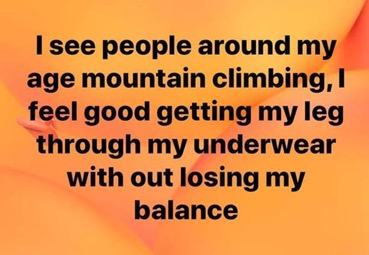 I see people around my
age mountain climbing, I
feel good getting my leg
through my underwear
with out losing my
balance